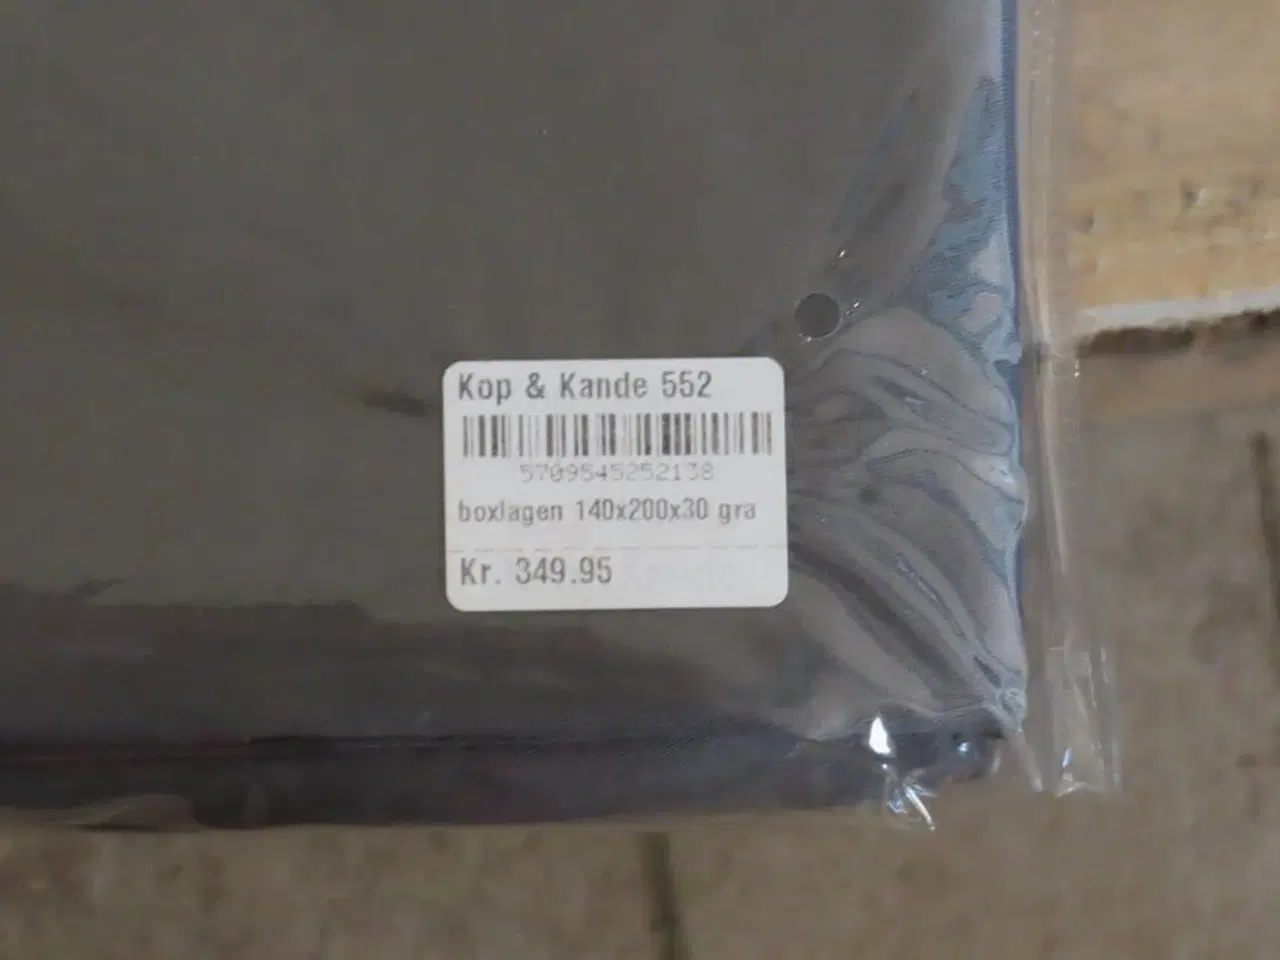 Kop & Kande 552
5709545252138
boxlagen 140x200x30 gra
Kr. 349.95